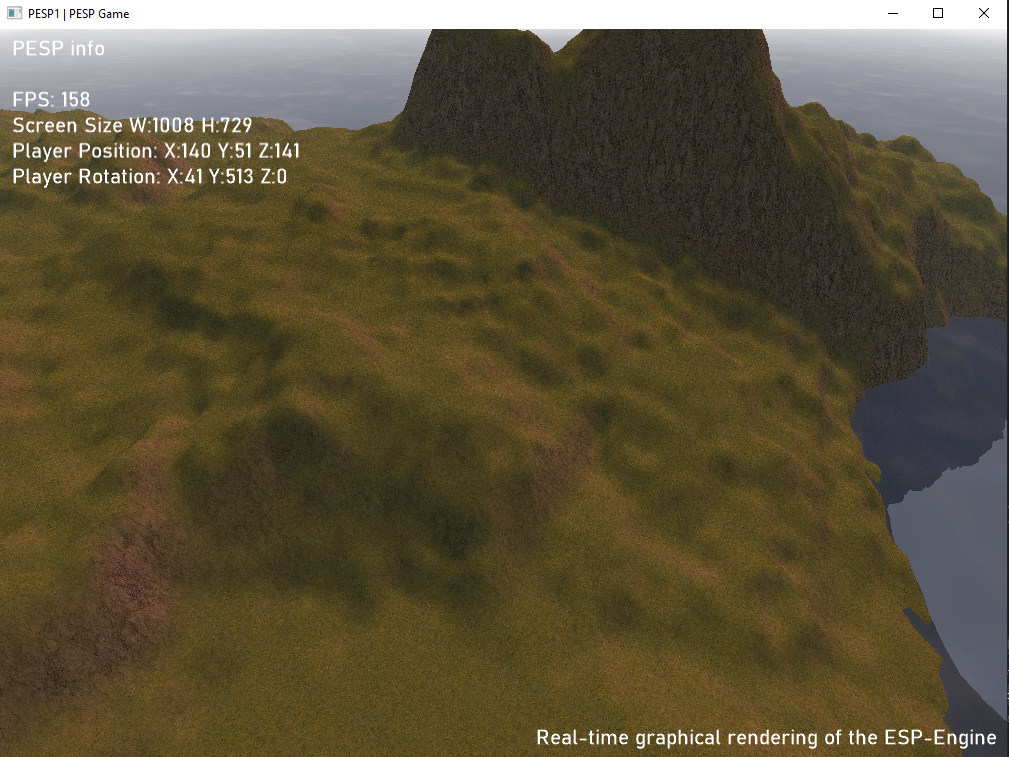 PESP1 | PESP Game
PESP info
FPS: 158
Screen Size W:1008 H:729
Player Position: X:140 Y:51 Z:141
Player Rotation: X:41 Y:513 Z:0
Real-time graphical rendering of the ESP-Engine